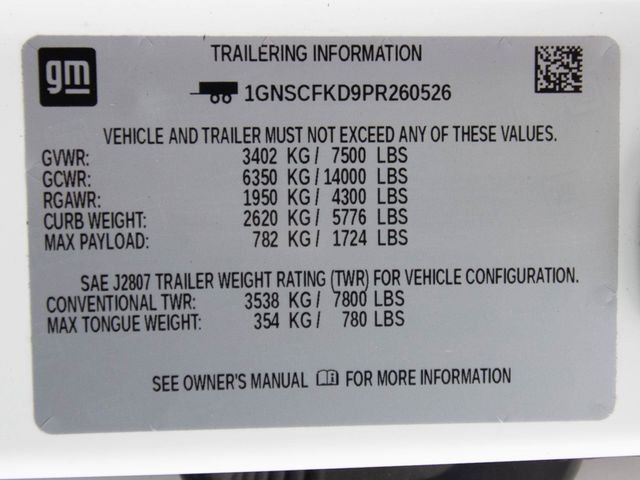 gm
TRAILERING INFORMATION
1GNSCFKD9PR260526
VEHICLE AND TRAILER MUST NOT EXCEED ANY OF THESE VALUES.
GVWR: 3402 KG / 7500 LBS
GCWR: 6350 KG / 14000 LBS
RGAWR: 1950 KG / 4300 LBS
CURB WEIGHT: 2620 KG / 5776 LBS
MAX PAYLOAD: 782 KG / 1724 LBS
SAE J2807 TRAILER WEIGHT RATING (TWR) FOR VEHICLE CONFIGURATION.
CONVENTIONAL TWR: 3538 KG / 7800 LBS
MAX TONGUE WEIGHT: 354 KG / 780 LBS
SEE OWNER'S MANUAL FOR MORE INFORMATION